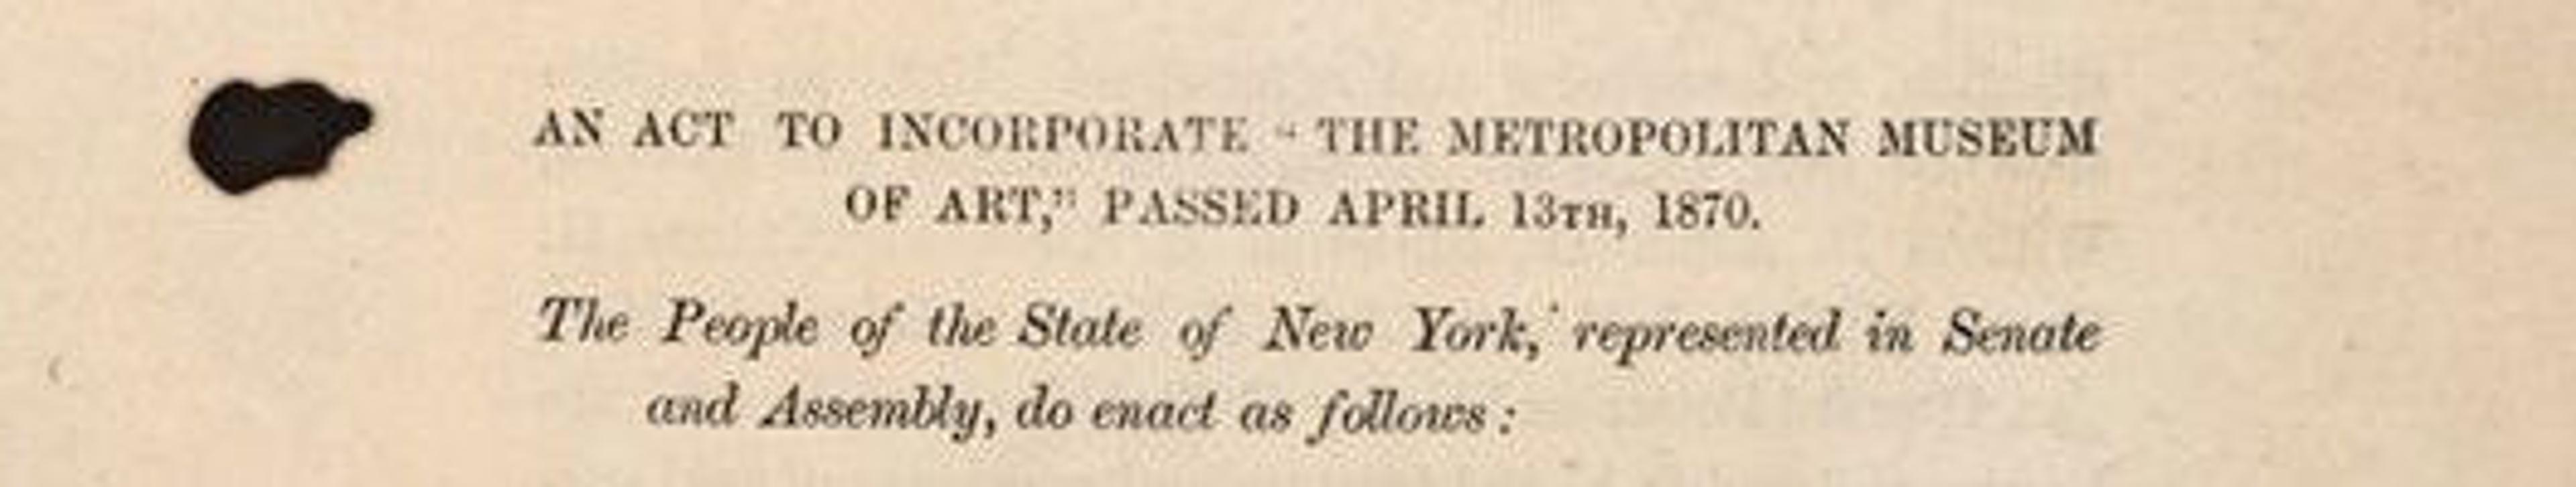 AN ACT TO INCORPORATE "THE METROPOLITAN MUSEUM
OF ART," PASSED APRIL 13TH, 1870.
The People of the State of New York, represented in Senate
and Assembly, do enact as follows: